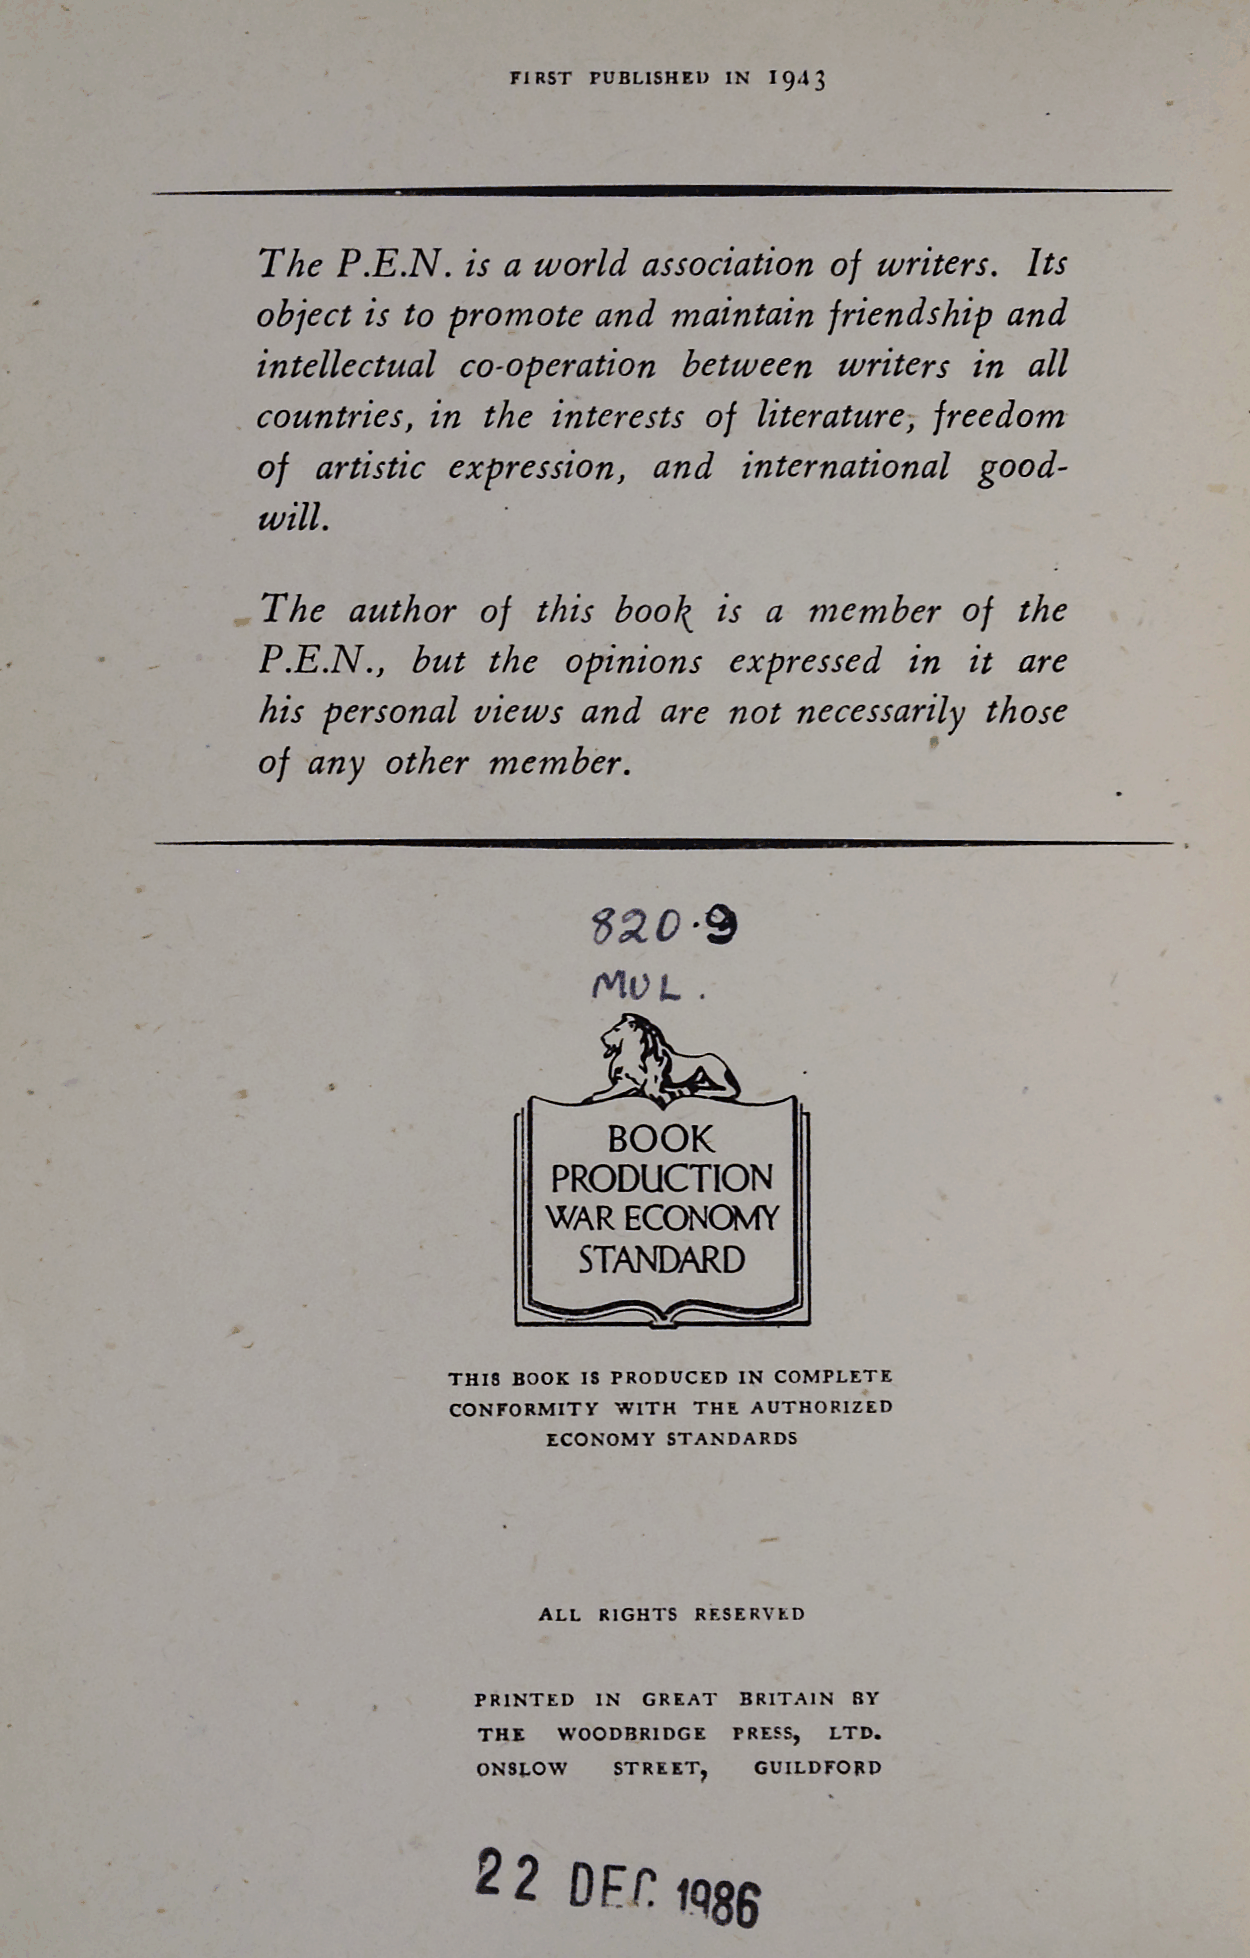 FIRST PUBLISHED IN 1943
The P.E.N. is a world association of writers. Its
object is to promote and maintain friendship and
intellectual co-operation between writers in all
countries, in the interests of literature, freedom
of artistic expression, and international good-
will.
The author of this book is a member of the
P.E.N., but the opinions expressed in it are
his personal views and are not necessarily those
of any other member.
820.9
MUL.
BOOK
PRODUCTION
WAR ECONOMY
STANDARD
THIS BOOK IS PRODUCED IN COMPLETE
CONFORMITY WITH THE AUTHORIZED
ECONOMY STANDARDS
ALL RIGHTS RESERVED
PRINTED IN GREAT BRITAIN BY
THE WOODBRIDGE PRESS, LTD.
ONSLOW STREET, GUILDFORD
22 DEC 1986